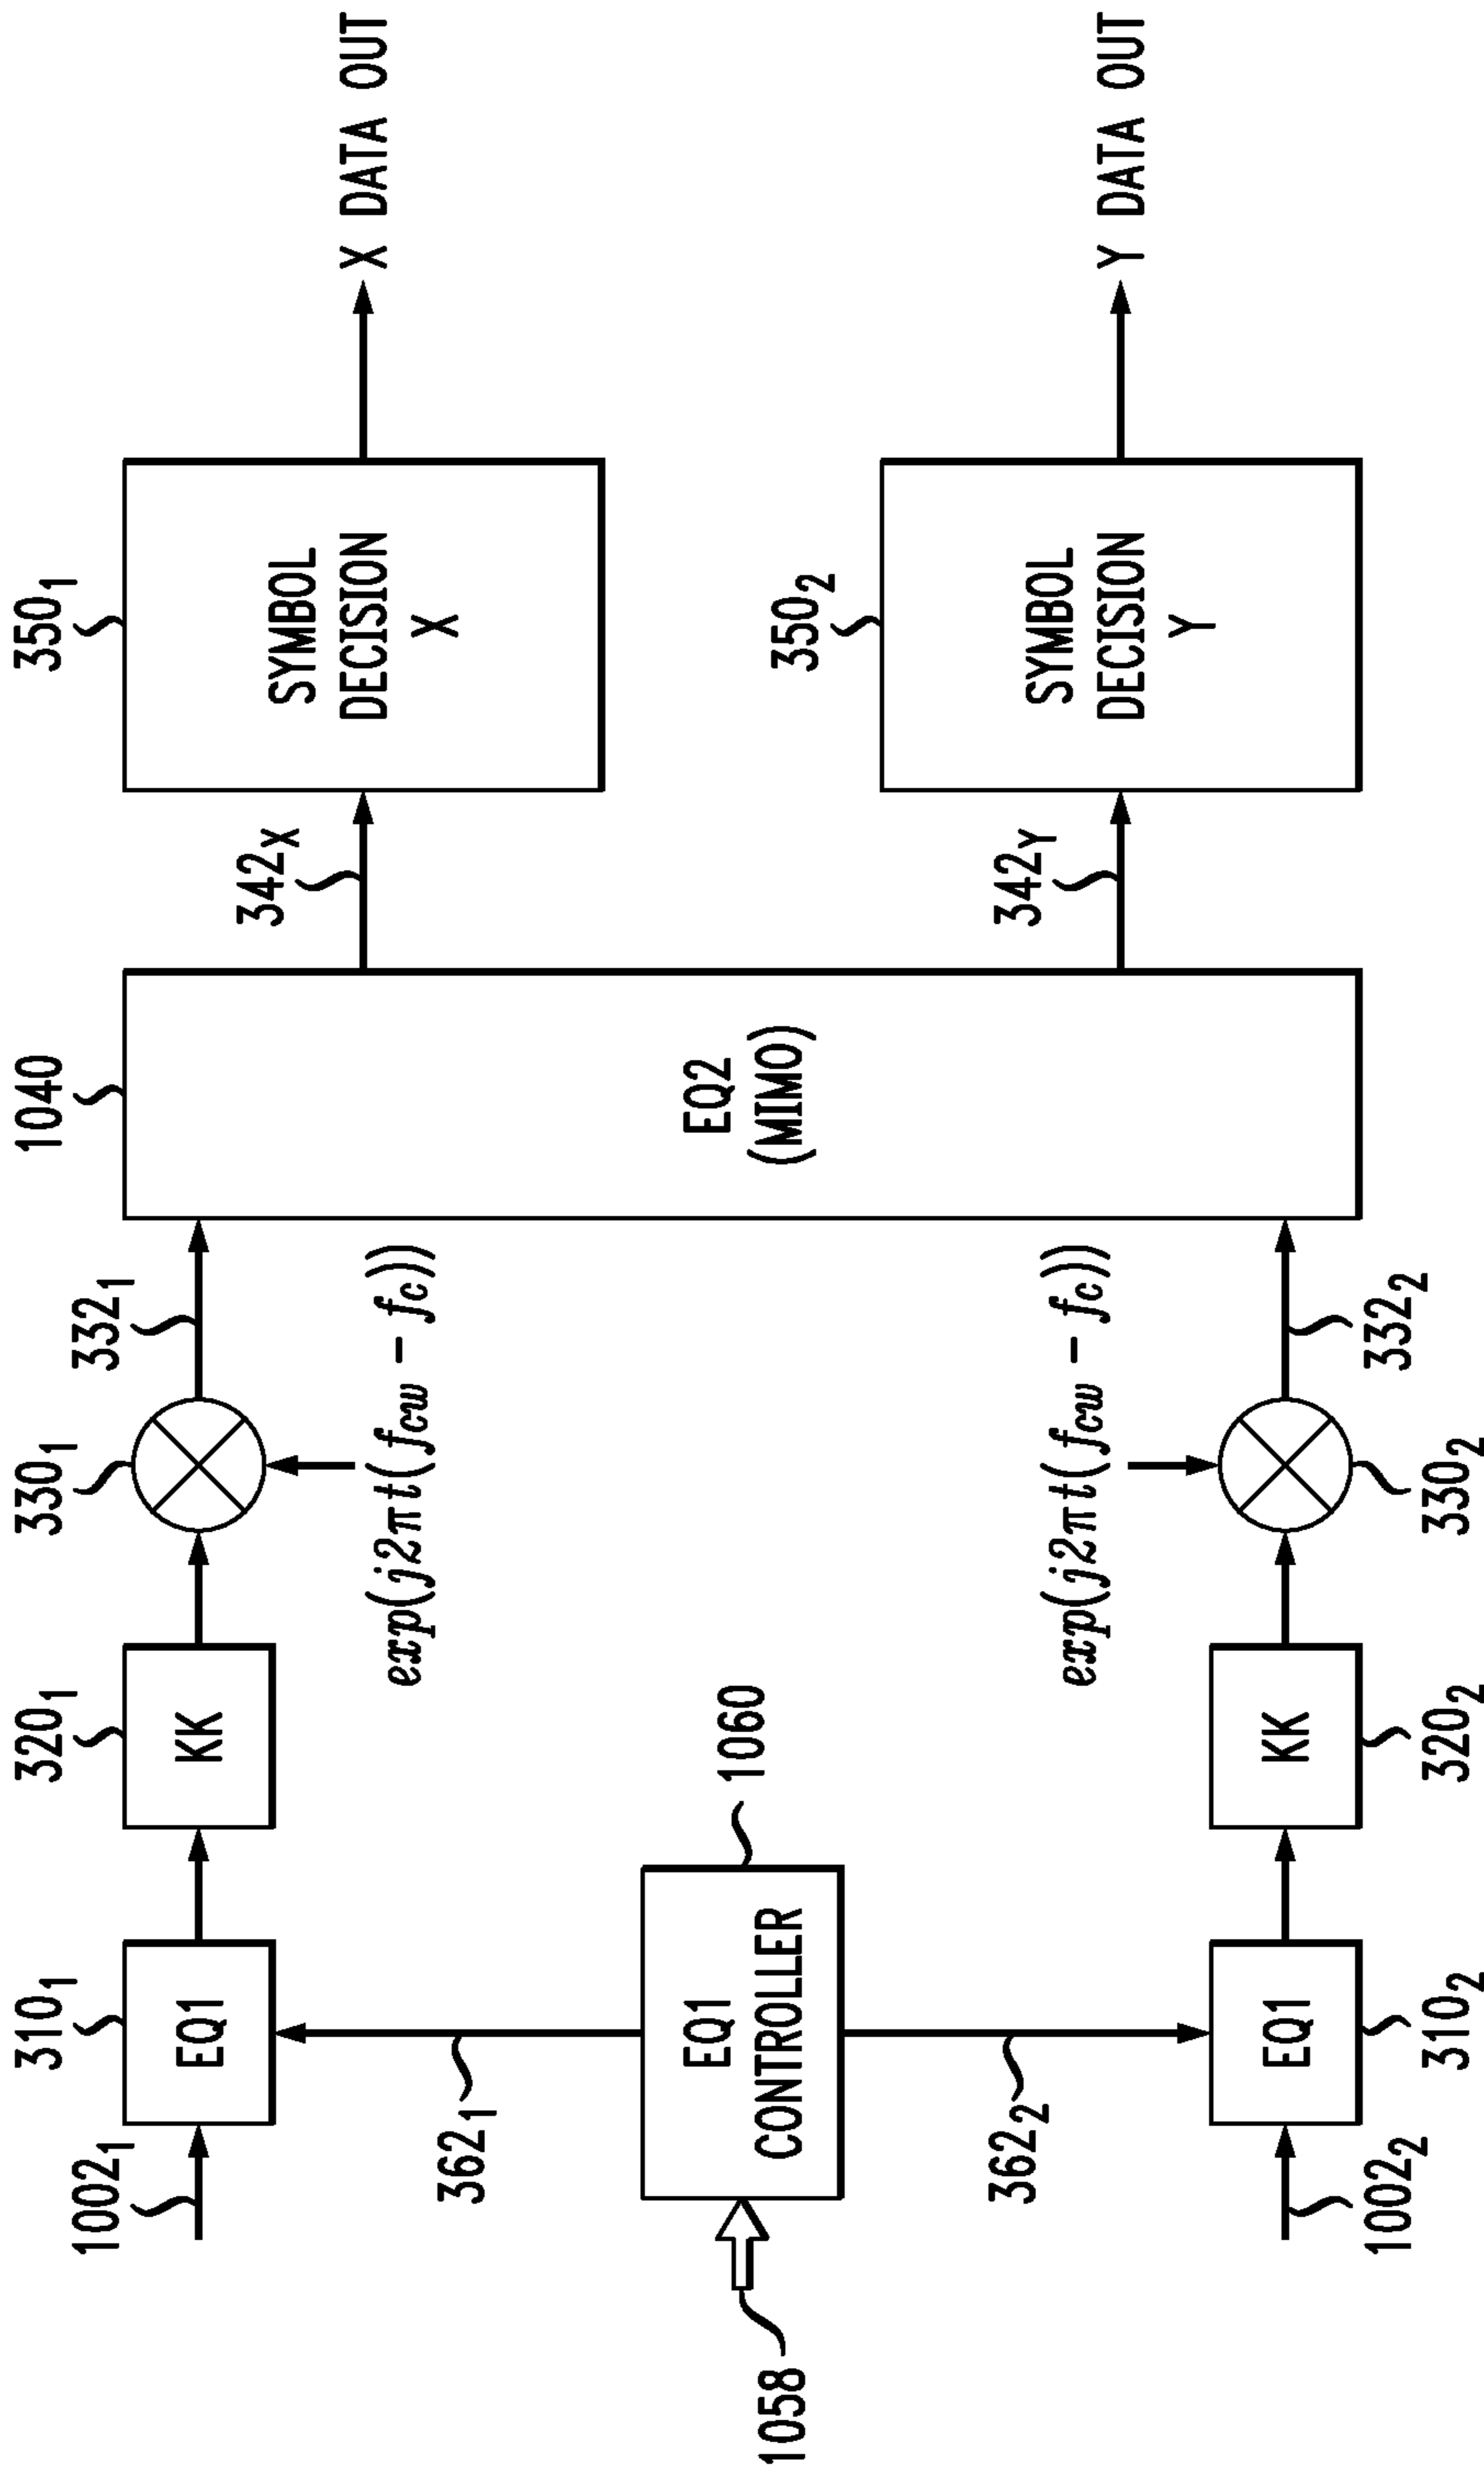 1002₁
310₁
EQ1
320₁
KK
330₁
332₁
exp(j2πt(fcw – fc))
1040
EQ2
(MIMO)
342X
350₁
SYMBOL
DECISION
X
X DATA OUT
1058
362₁
EQ1
CONTROLLER
1060
362₂
1002₂
EQ1
310₂
KK
320₂
exp(j2πt(fcw – fc))
330₂
332₂
342Y
350₂
SYMBOL
DECISION
Y
Y DATA OUT